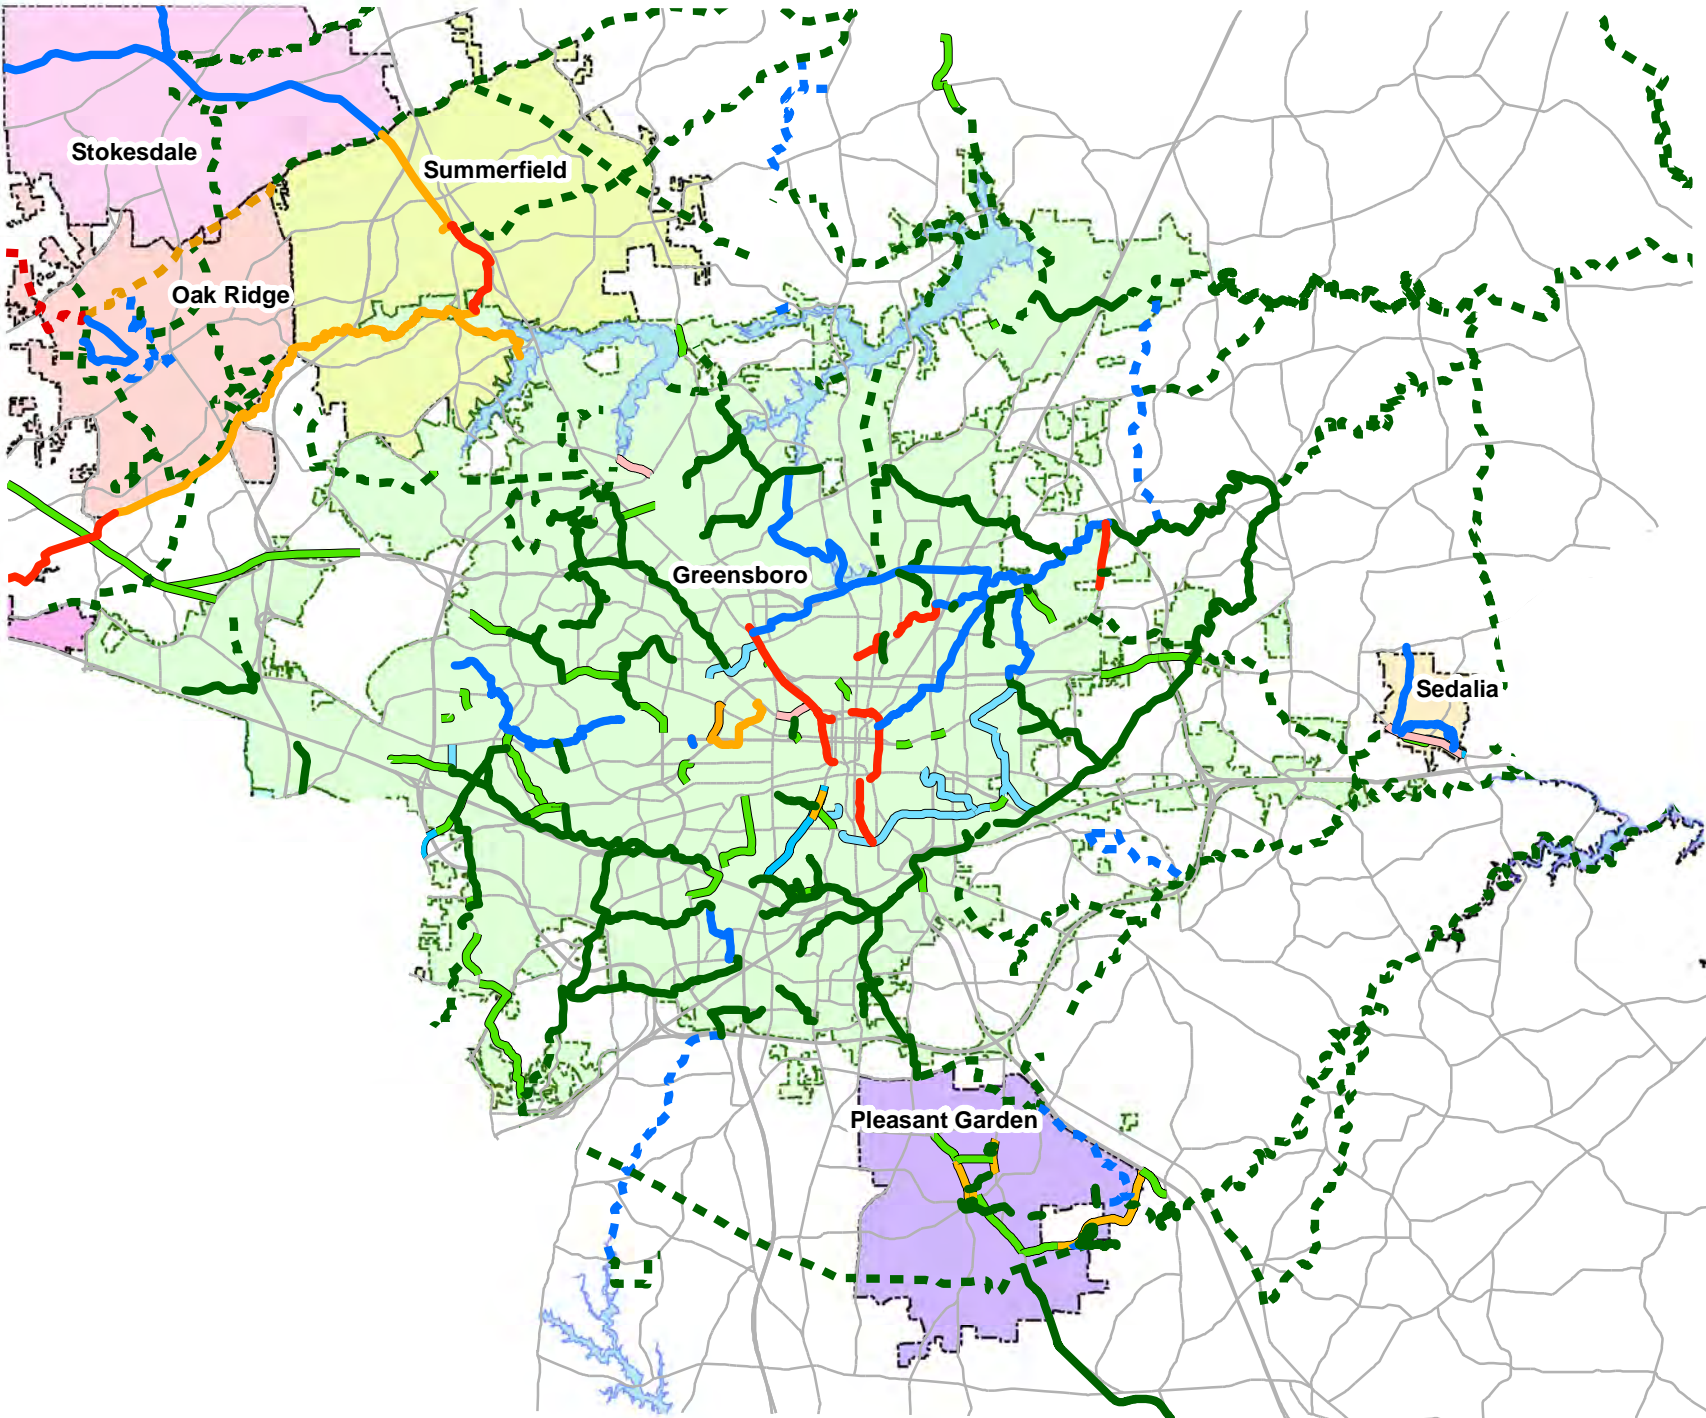 Stokesdale
Summerfield
Oak Ridge
Greensboro
Sedalia
Pleasant Garden